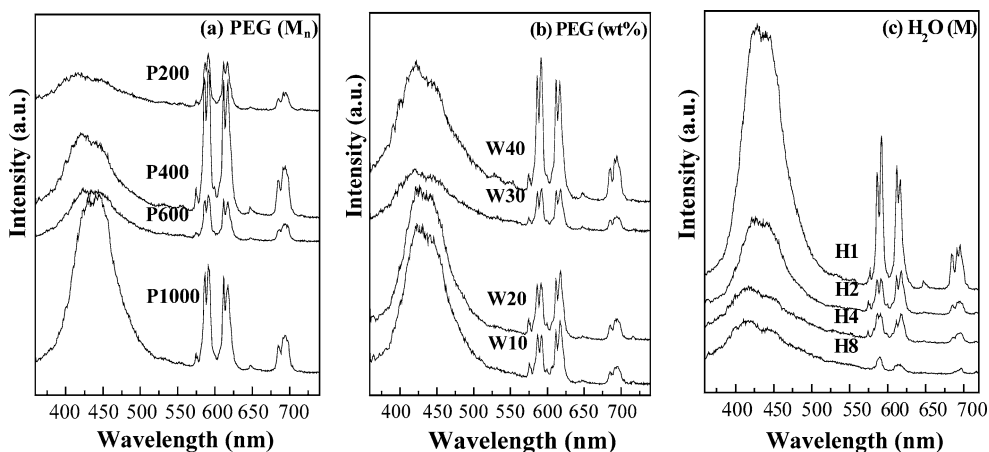 (a) PEG (Mn)
P200
P400
P600
P1000
Intensity (a.u.)
400 450 500 550 600 650 700
Wavelength (nm)
(b) PEG (wt%)
W40
W30
W20
W10
Intensity (a.u.)
400 450 500 550 600 650 700
Wavelength (nm)
(c) H2O (M)
H1
H2
H4
H8
Intensity (a.u.)
400 450 500 550 600 650 700
Wavelength (nm)